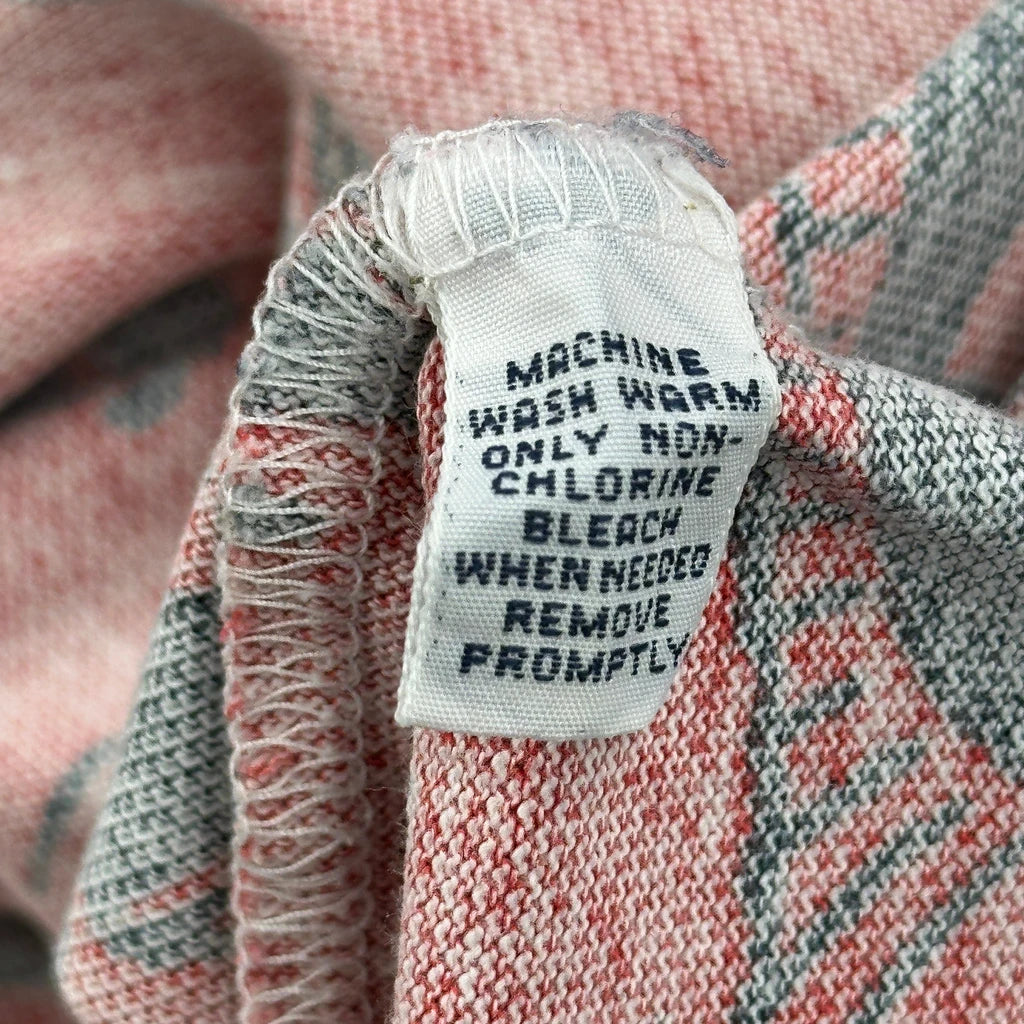 MACHINE
WASH WARM
ONLY NON-
CHLORINE
BLEACH
WHEN NEEDED
REMOVE
PROMPTLY